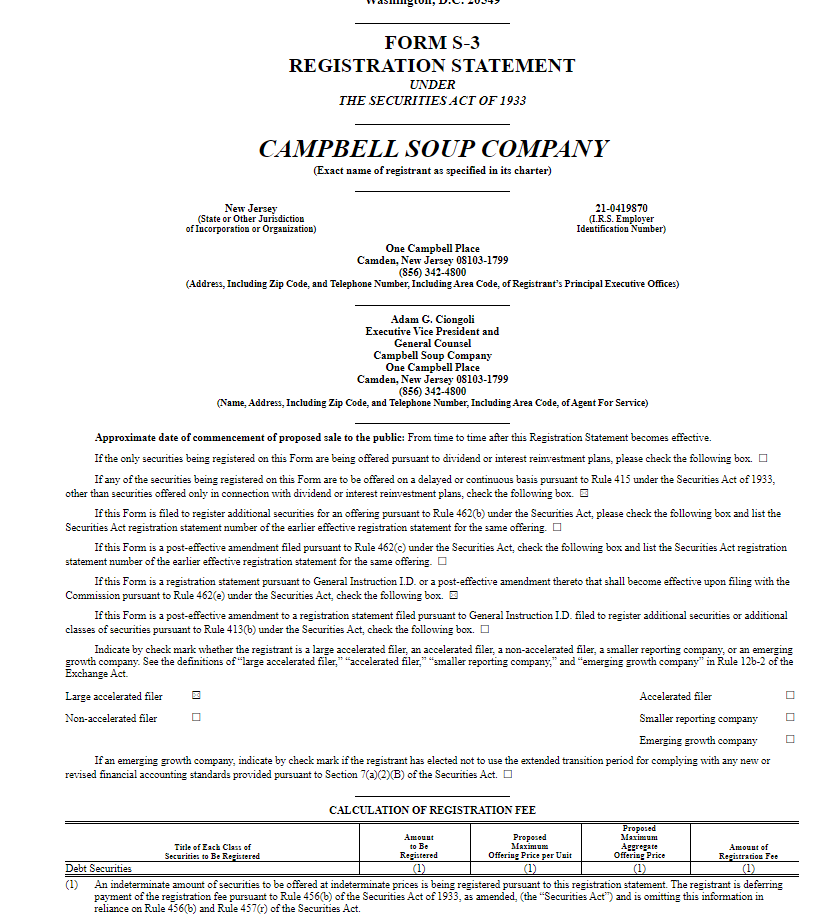 Washington, D.C. 20549
FORM S-3
REGISTRATION STATEMENT
UNDER
THE SECURITIES ACT OF 1933
CAMPBELL SOUP COMPANY
(Exact name of registrant as specified in its charter)
New Jersey 21-0419870
(State or Other Jurisdiction (I.R.S. Employer
of Incorporation or Organization) Identification Number)
One Campbell Place
Camden, New Jersey 08103-1799
(856) 342-4800
(Address, Including Zip Code, and Telephone Number, Including Area Code, of Registrant's Principal Executive Offices)
Adam G. Ciongoli
Executive Vice President and
General Counsel
Campbell Soup Company
One Campbell Place
Camden, New Jersey 08103-1799
(856) 342-4800
(Name, Address, Including Zip Code, and Telephone Number, Including Area Code, of Agent For Service)
Approximate date of commencement of proposed sale to the public: From time to time after this Registration Statement becomes effective.
If the only securities being registered on this Form are being offered pursuant to dividend or interest reinvestment plans, please check the following box. ☐
If any of the securities being registered on this Form are to be offered on a delayed or continuous basis pursuant to Rule 415 under the Securities Act of 1933,
other than securities offered only in connection with dividend or interest reinvestment plans, check the following box. ☒
If this Form is filed to register additional securities for an offering pursuant to Rule 462(b) under the Securities Act, please check the following box and list the
Securities Act registration statement number of the earlier effective registration statement for the same offering. ☐
If this Form is a post-effective amendment filed pursuant to Rule 462(c) under the Securities Act, check the following box and list the Securities Act registration
statement number of the earlier effective registration statement for the same offering. ☐
If this Form is a registration statement pursuant to General Instruction I.D. or a post-effective amendment thereto that shall become effective upon filing with the
Commission pursuant to Rule 462(e) under the Securities Act, check the following box. ☒
If this Form is a post-effective amendment to a registration statement filed pursuant to General Instruction I.D. filed to register additional securities or additional
classes of securities pursuant to Rule 413(b) under the Securities Act, check the following box. ☐
Indicate by check mark whether the registrant is a large accelerated filer, an accelerated filer, a non-accelerated filer, a smaller reporting company, or an emerging
growth company. See the definitions of “large accelerated filer,” “accelerated filer,” “smaller reporting company,” and “emerging growth company” in Rule 12b-2 of the
Exchange Act.
Large accelerated filer ☒ Accelerated filer ☐
Non-accelerated filer ☐ Smaller reporting company ☐
Emerging growth company ☐
If an emerging growth company, indicate by check mark if the registrant has elected not to use the extended transition period for complying with any new or
revised financial accounting standards provided pursuant to Section 7(a)(2)(B) of the Securities Act. ☐
CALCULATION OF REGISTRATION FEE
Title of Each Class of
Securities to Be Registered
Amount
to Be
Registered
Proposed
Maximum
Offering Price per Unit
Proposed
Maximum
Aggregate
Offering Price
Amount of
Registration Fee
Debt Securities (1) (1) (1) (1)
(1) An indeterminate amount of securities to be offered at indeterminate prices is being registered pursuant to this registration statement. The registrant is deferring
payment of the registration fee pursuant to Rule 456(b) of the Securities Act of 1933, as amended, (the “Securities Act”) and is omitting this information in
reliance on Rule 456(b) and Rule 457(r) of the Securities Act.